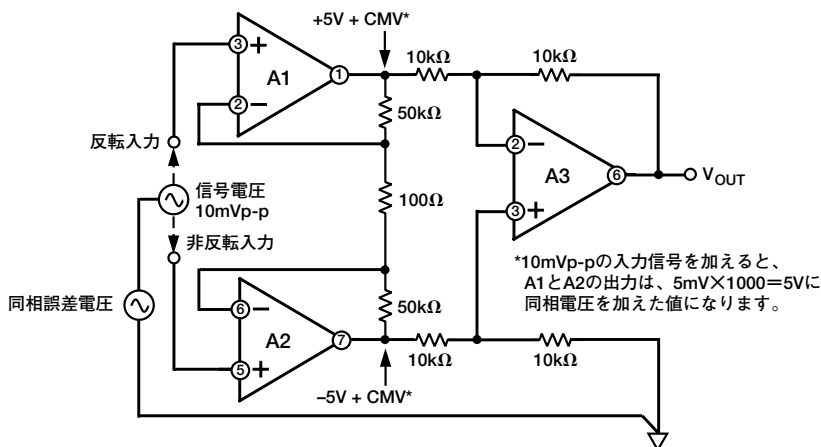 +5V + CMV*
10kΩ
10kΩ
3
+
A1
1
2
−
50kΩ
反転入力
2
−
A3
6
V_OUT
3
+
信号電圧
10mVp-p
100Ω
非反転入力
*10mVp-pの入力信号を加えると、
A1とA2の出力は、5mV×1000＝5Vに
同相電圧を加えた値になります。
同相誤差電圧
50kΩ
6
−
A2
7
5
+
10kΩ
10kΩ
−5V + CMV*